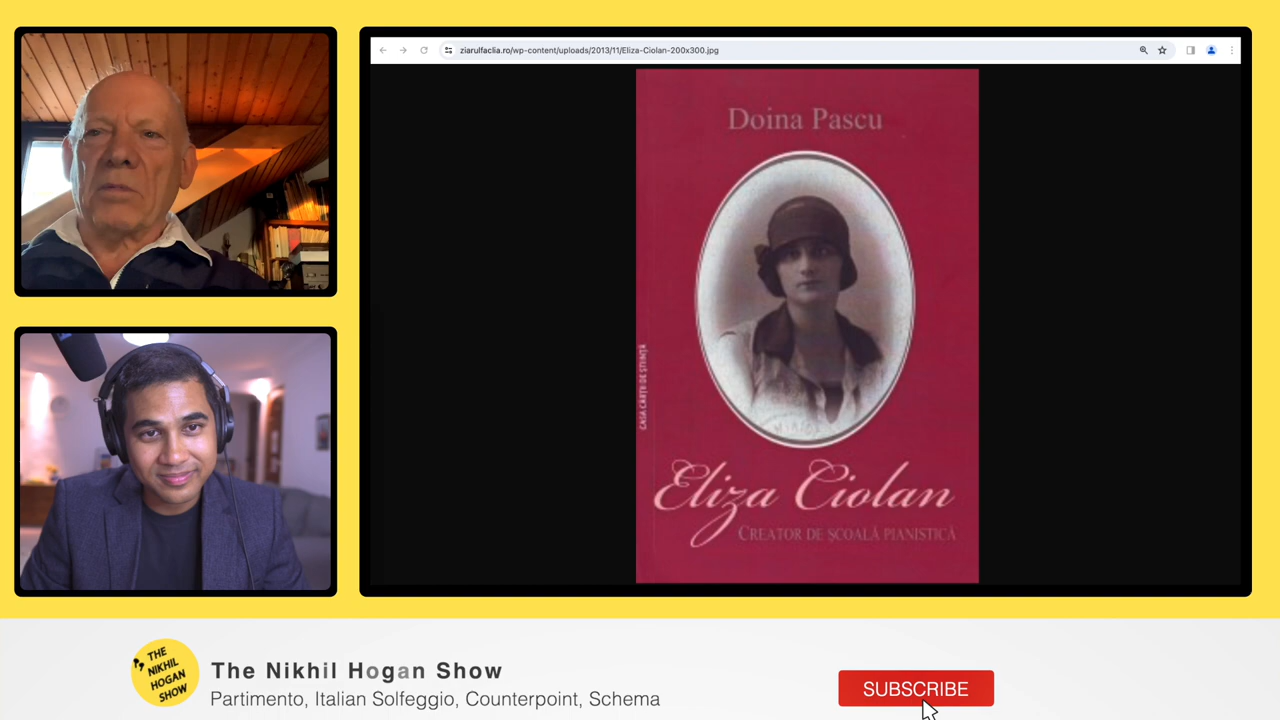 ziarulfaclia.ro/wp-content/uploads/2013/11/Eliza-Ciolan-200x300.jpg
Doina Pascu
CASA CĂRȚII DE ȘTIINȚĂ
Eliza Ciolan
CREATOR DE ȘCOALĂ PIANISTICĂ
THE
NIKHIL
HOGAN
SHOW
The Nikhil Hogan Show
Partimento, Italian Solfeggio, Counterpoint, Schema
SUBSCRIBE